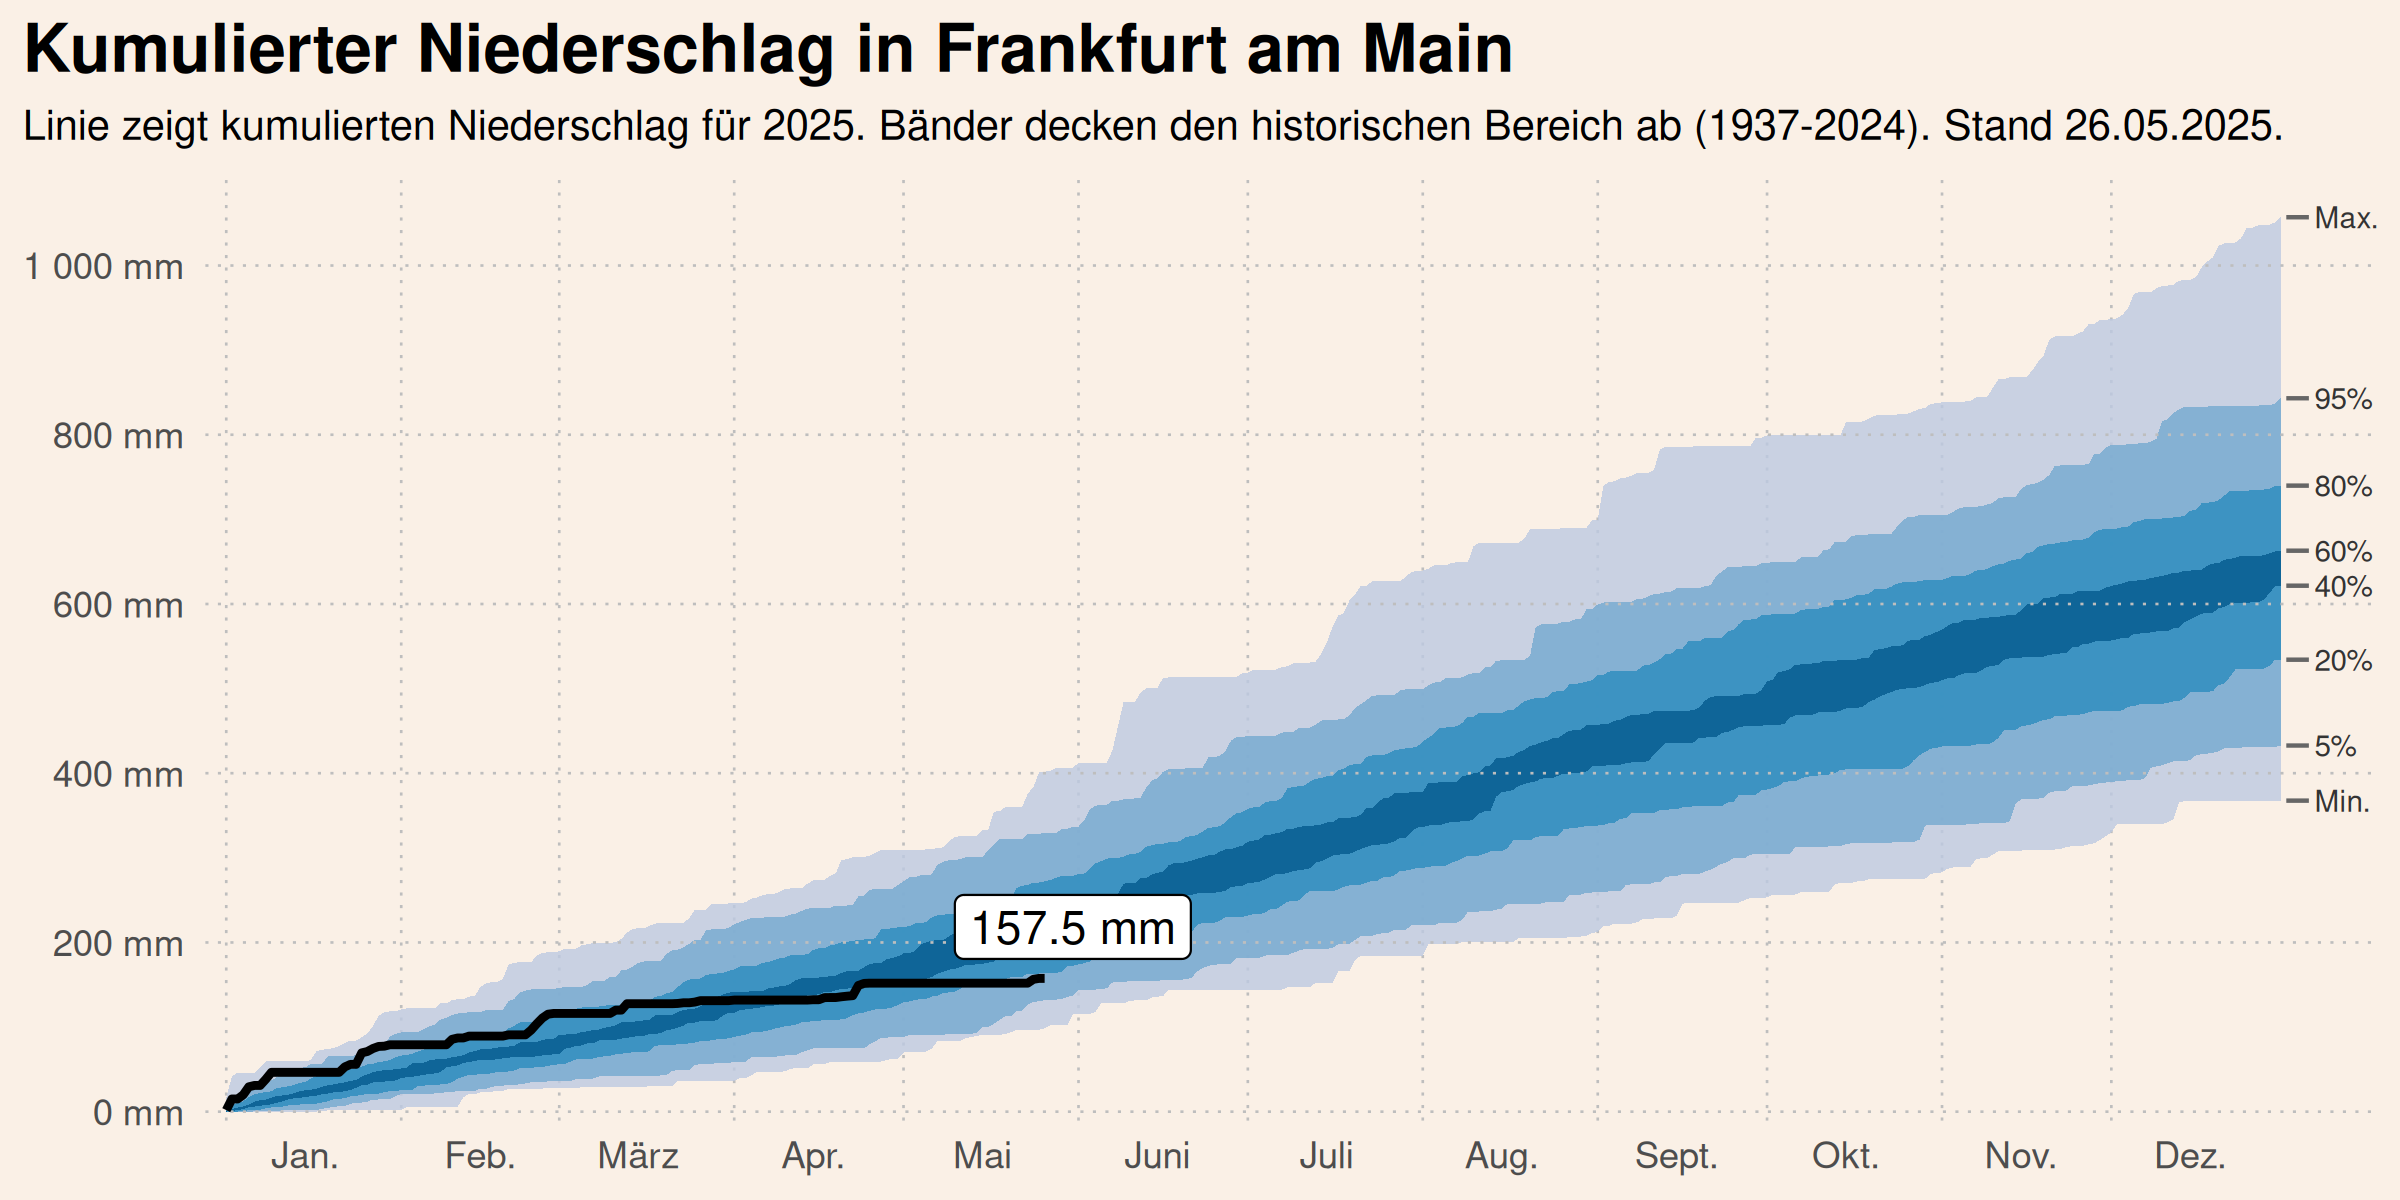 Kumulierter Niederschlag in Frankfurt am Main
Linie zeigt kumulierten Niederschlag für 2025. Bänder decken den historischen Bereich ab (1937-2024). Stand 26.05.2025.
Max.
1 000 mm
95%
800 mm
80%
60%
40%
600 mm
20%
5%
400 mm
Min.
157.5 mm
200 mm
0 mm
Jan. Feb. März Apr. Mai Juni Juli Aug. Sept. Okt. Nov. Dez.